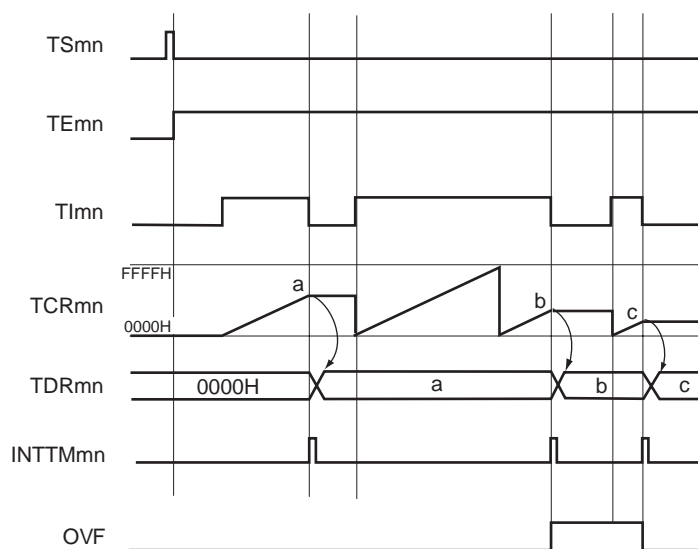 TSmn
TEmn
TImn
FFFFH
a
b
c
TCRmn
0000H
TDRmn
0000H
a
b
c
INTTMmn
OVF